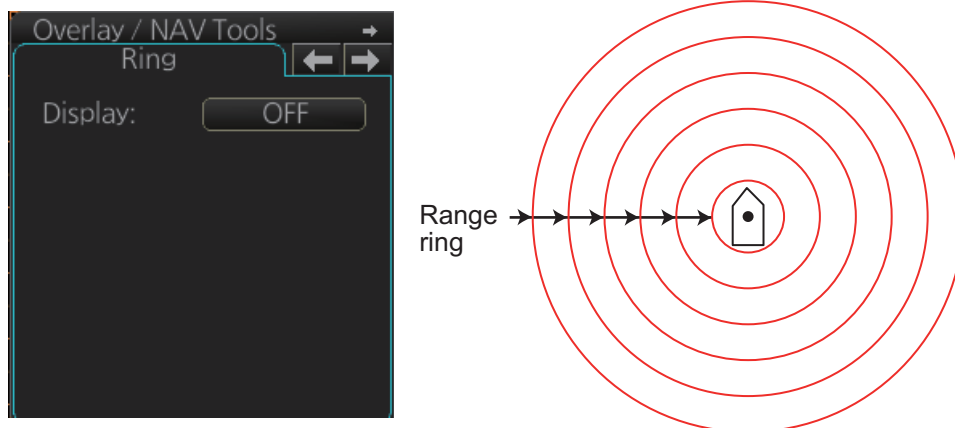 Overlay / NAV Tools
Ring
Display: OFF
Range
ring